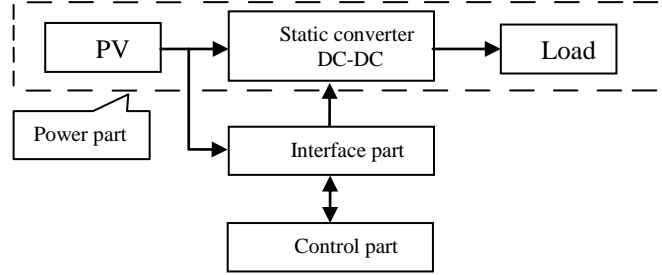 PV
Static converter
DC-DC
Load
Power part
Interface part
Control part